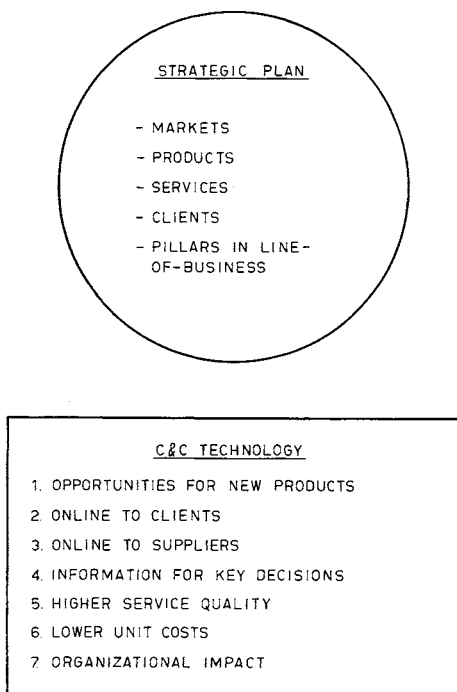 STRATEGIC PLAN
- MARKETS
- PRODUCTS
- SERVICES
- CLIENTS
- PILLARS IN LINE-
OF-BUSINESS
C&C TECHNOLOGY
1. OPPORTUNITIES FOR NEW PRODUCTS
2. ONLINE TO CLIENTS
3. ONLINE TO SUPPLIERS
4. INFORMATION FOR KEY DECISIONS
5. HIGHER SERVICE QUALITY
6. LOWER UNIT COSTS
7. ORGANIZATIONAL IMPACT